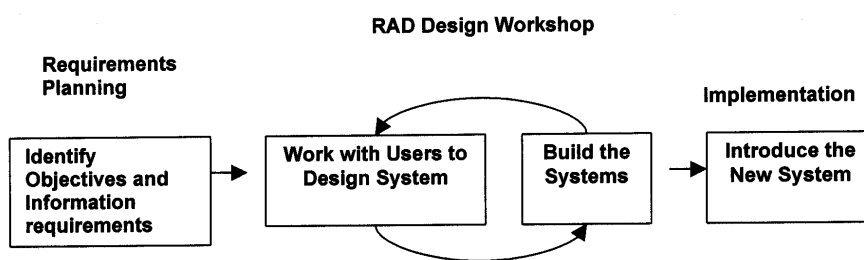 RAD Design Workshop
Requirements
Planning
Implementation
Identify
Objectives and
Information
requirements
Work with Users to
Design System
Build the
Systems
Introduce the
New System